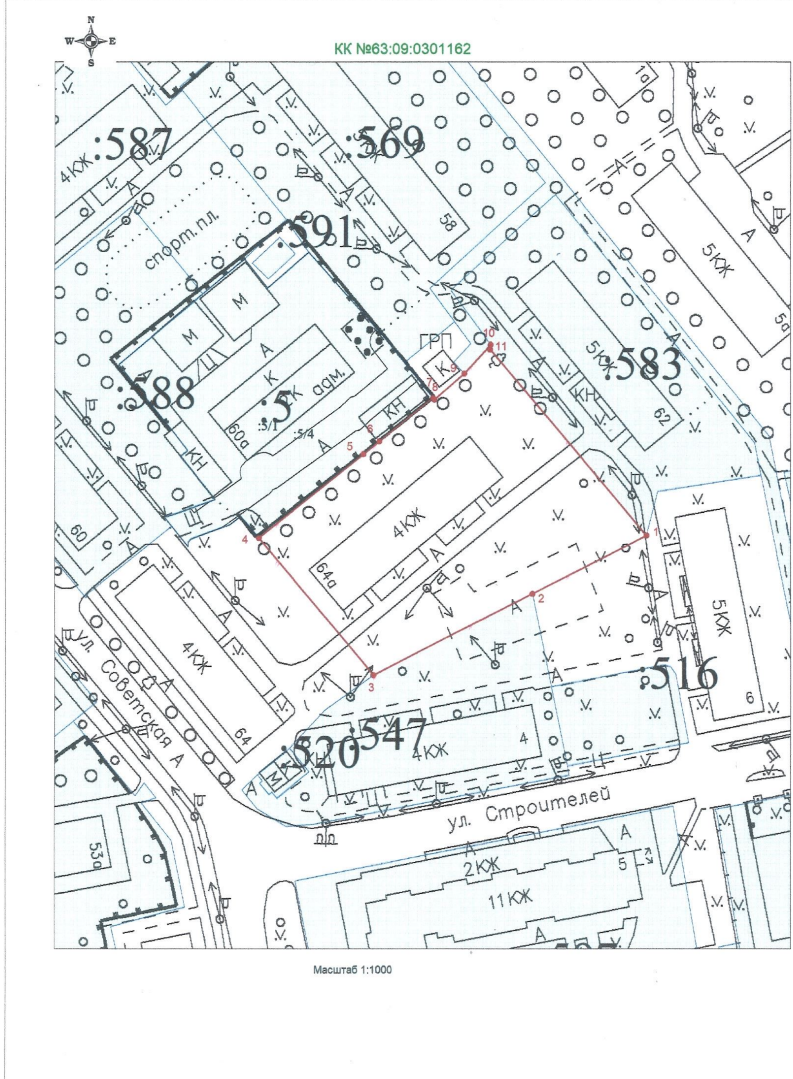 N
W E
S
КК №63:09:0301162
:587
4КЖ
:569
58
1а
А
5КЖ
А
5а
спорт.пл.
:591
М
М
ГРП
К
10
11
9
5КЖ
:583
КН
62
:588
А
К
:5
:5/1
:5/4
адм.
60а
КН
А
КН
7
8
6
5
4
60
4КЖ
64а
А
А
1
2
3
5КЖ
6
:516
4КЖ
64
ул. Советская
А
:520
:547
4КЖ
4
М
А
ул. Строителей
53а
2КЖ
А
5
11КЖ
А
Масштаб 1:1000